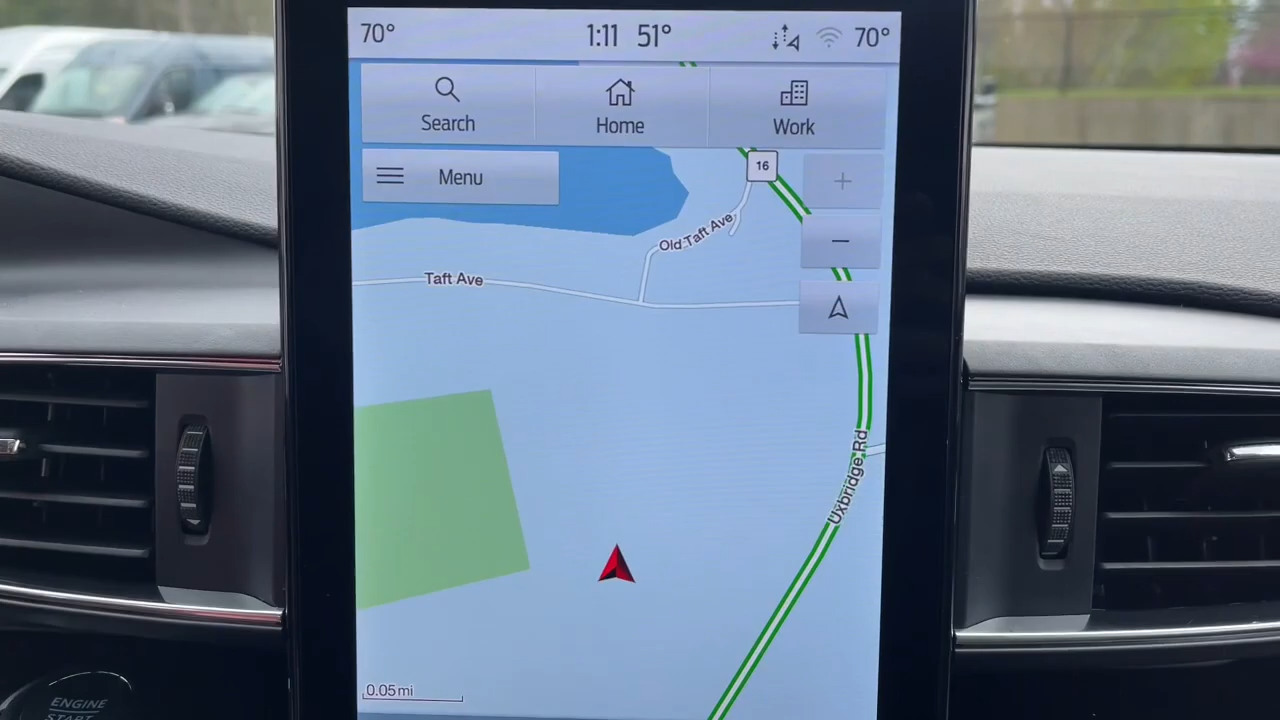 70° 1:11 51° 70°
Search Home Work
Menu
16
+
Old Taft Ave
−
Taft Ave
Uxbridge Rd
0.05 mi
ENGINE
START